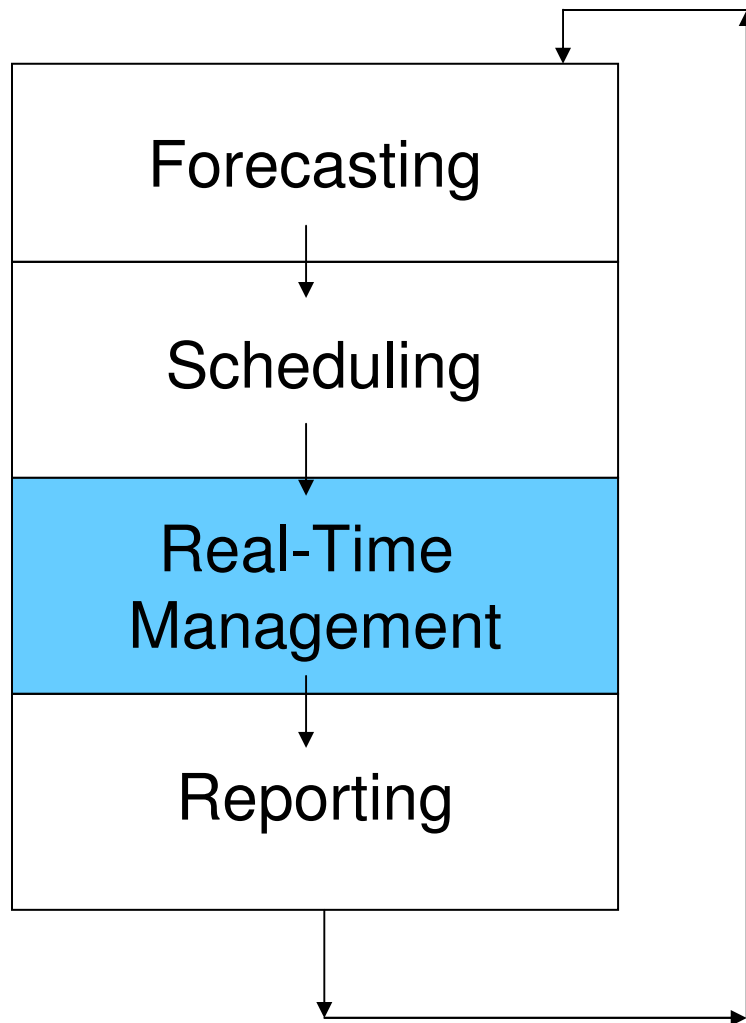 Forecasting
Scheduling
Real-Time
Management
Reporting